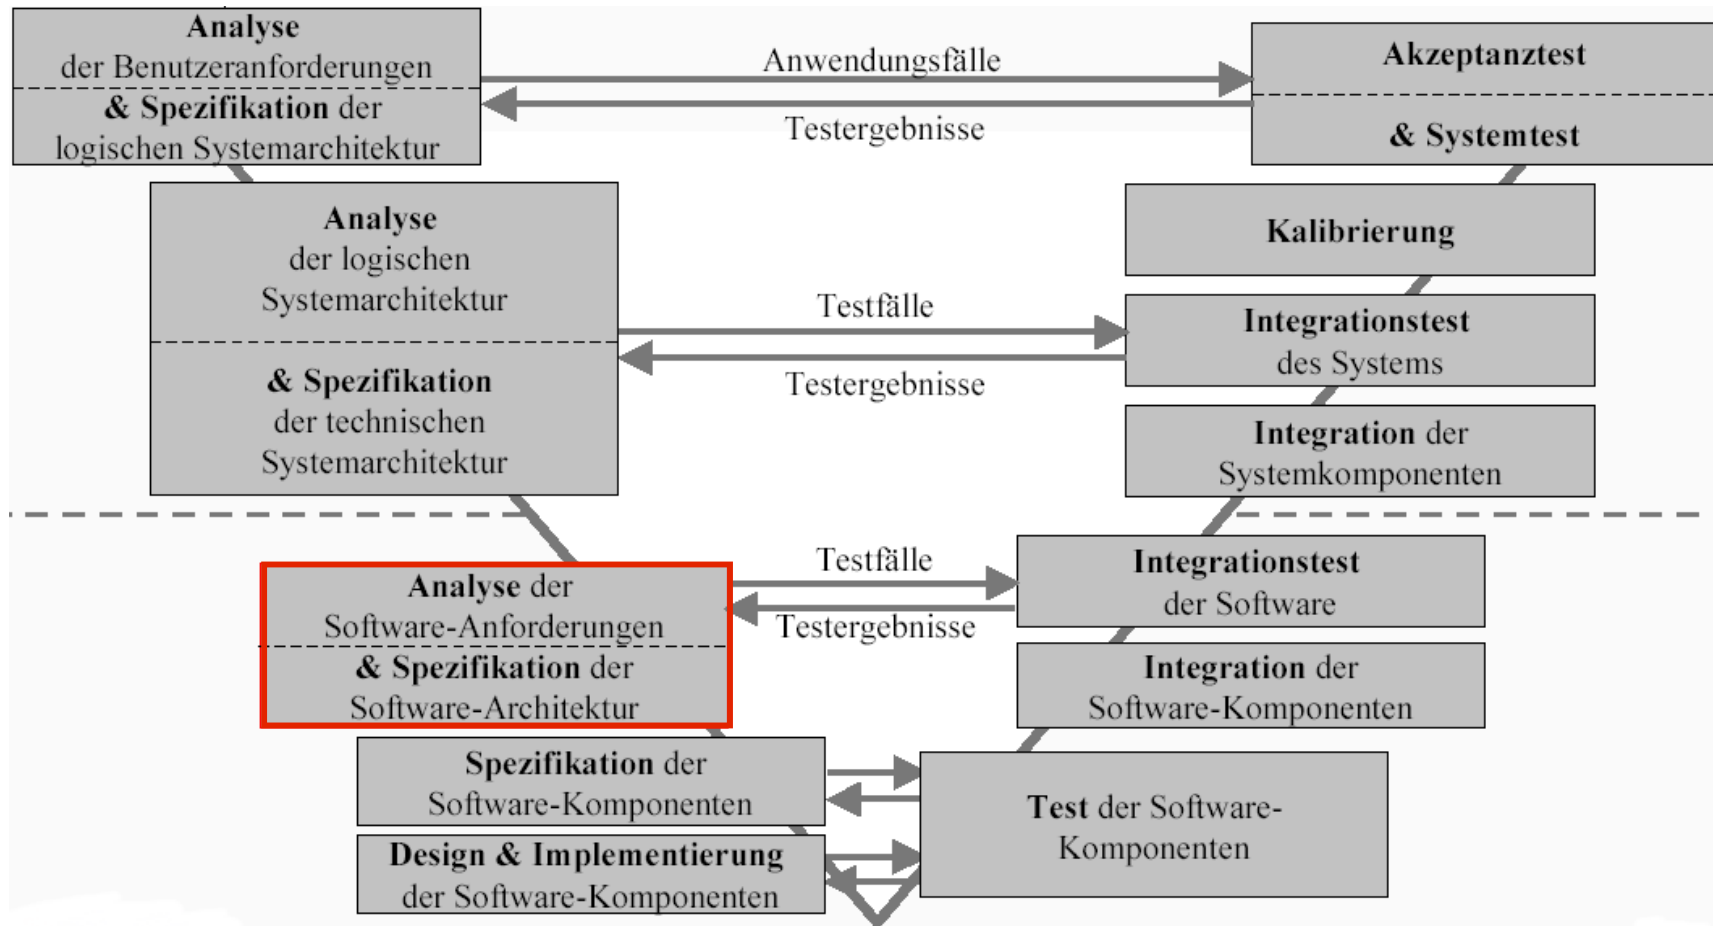 Analyse
der Benutzeranforderungen
& Spezifikation der
logischen Systemarchitektur
Anwendungsfälle
Testergebnisse
Akzeptanztest
& Systemtest
Analyse
der logischen
Systemarchitektur
& Spezifikation
der technischen
Systemarchitektur
Testfälle
Testergebnisse
Kalibrierung
Integrationstest
des Systems
Integration der
Systemkomponenten
Analyse der
Software-Anforderungen
& Spezifikation der
Software-Architektur
Testfälle
Testergebnisse
Integrationstest
der Software
Integration der
Software-Komponenten
Spezifikation der
Software-Komponenten
Design & Implementierung
der Software-Komponenten
Test der Software-
Komponenten